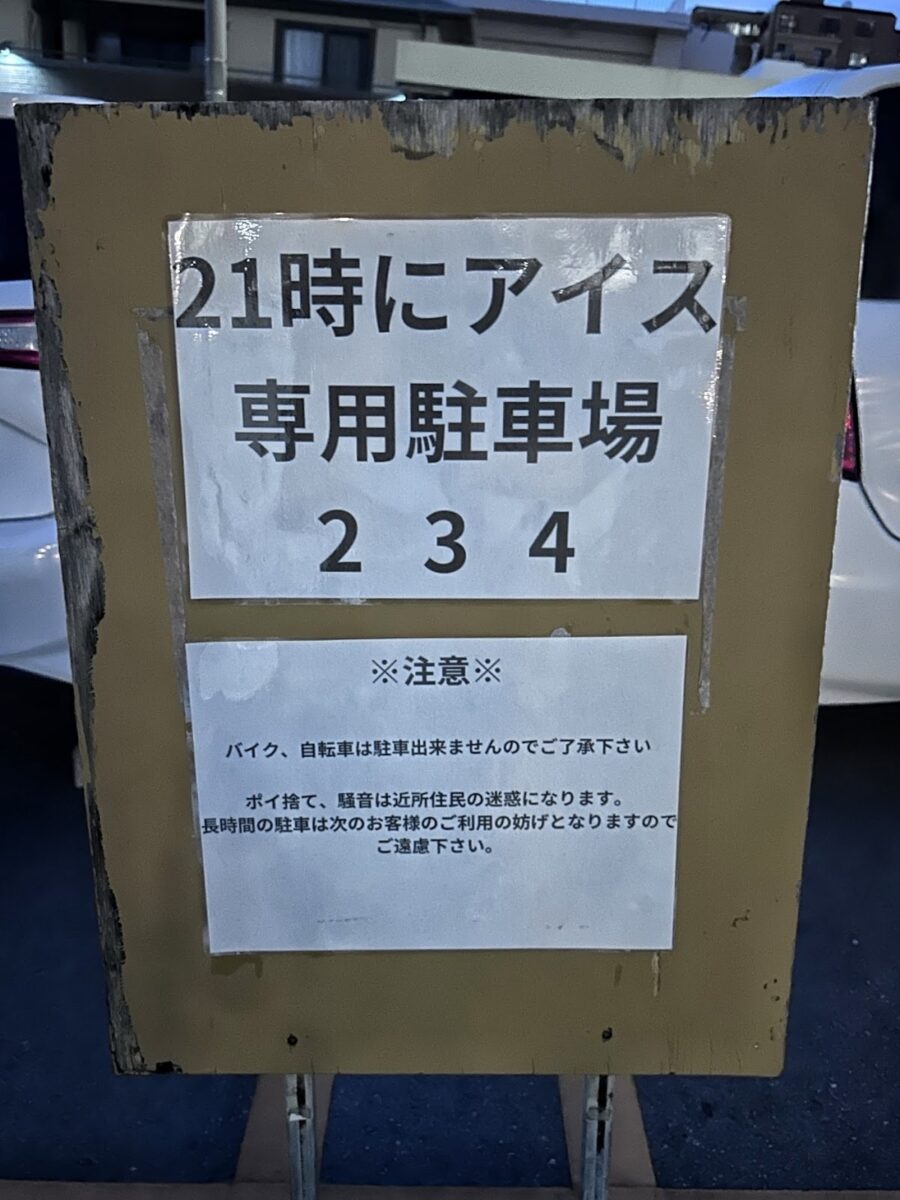 21時にアイス
専用駐車場
2 3 4
※注意※
バイク、自転車は駐車出来ませんのでご了承下さい
ポイ捨て、騒音は近所住民の迷惑になります。
長時間の駐車は次のお客様のご利用の妨げとなりますので
ご遠慮下さい。